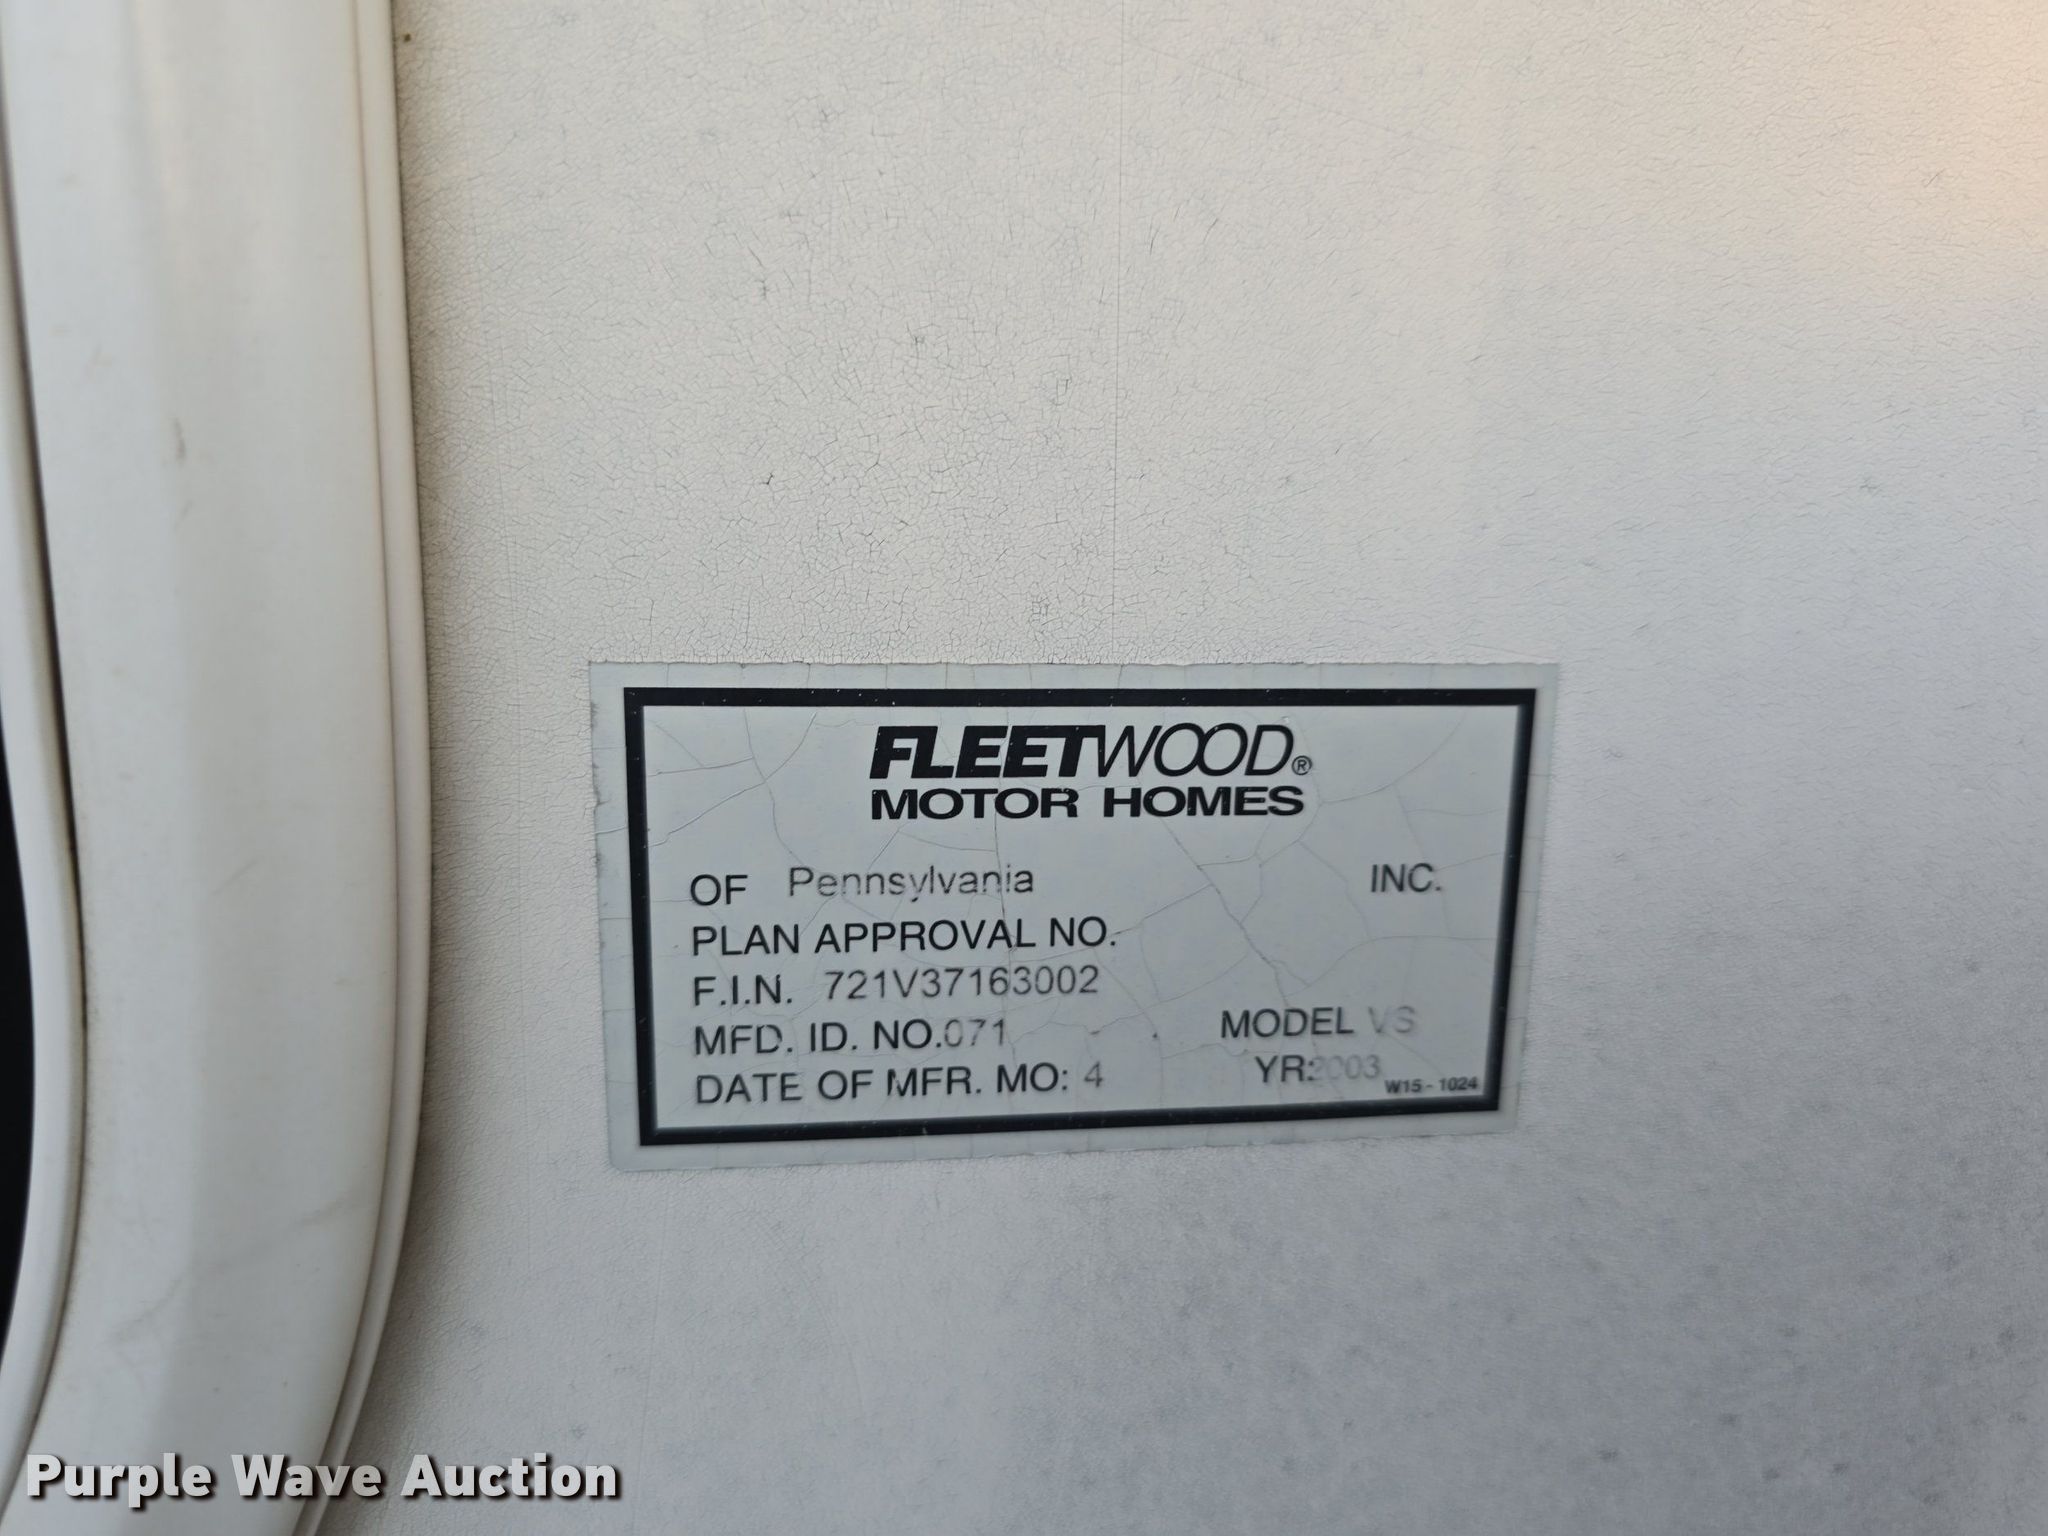 FLEETWOOD®
MOTOR HOMES
OF Pennsylvania INC.
PLAN APPROVAL NO.
F.I.N. 721V37163002
MFD. ID. NO.071 MODEL VS
DATE OF MFR. MO: 4 YR:2003 W15-1024
Purple Wave Auction